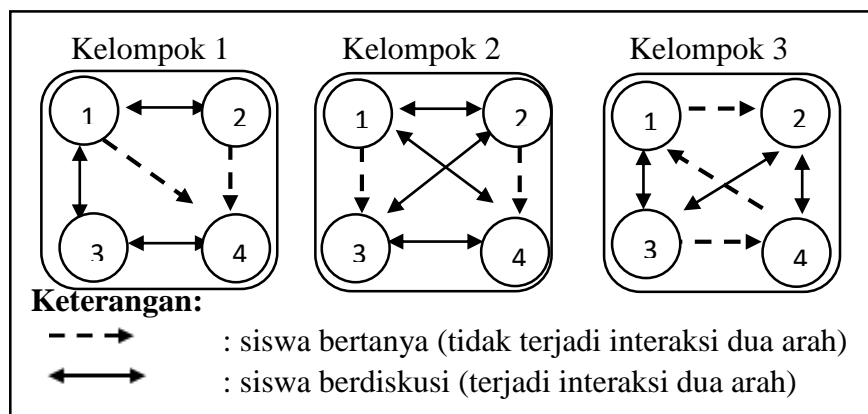 Kelompok 1 Kelompok 2 Kelompok 3
1 2 1 2 1 2
3 4 3 4 3 4
Keterangan:
: siswa bertanya (tidak terjadi interaksi dua arah)
: siswa berdiskusi (terjadi interaksi dua arah)